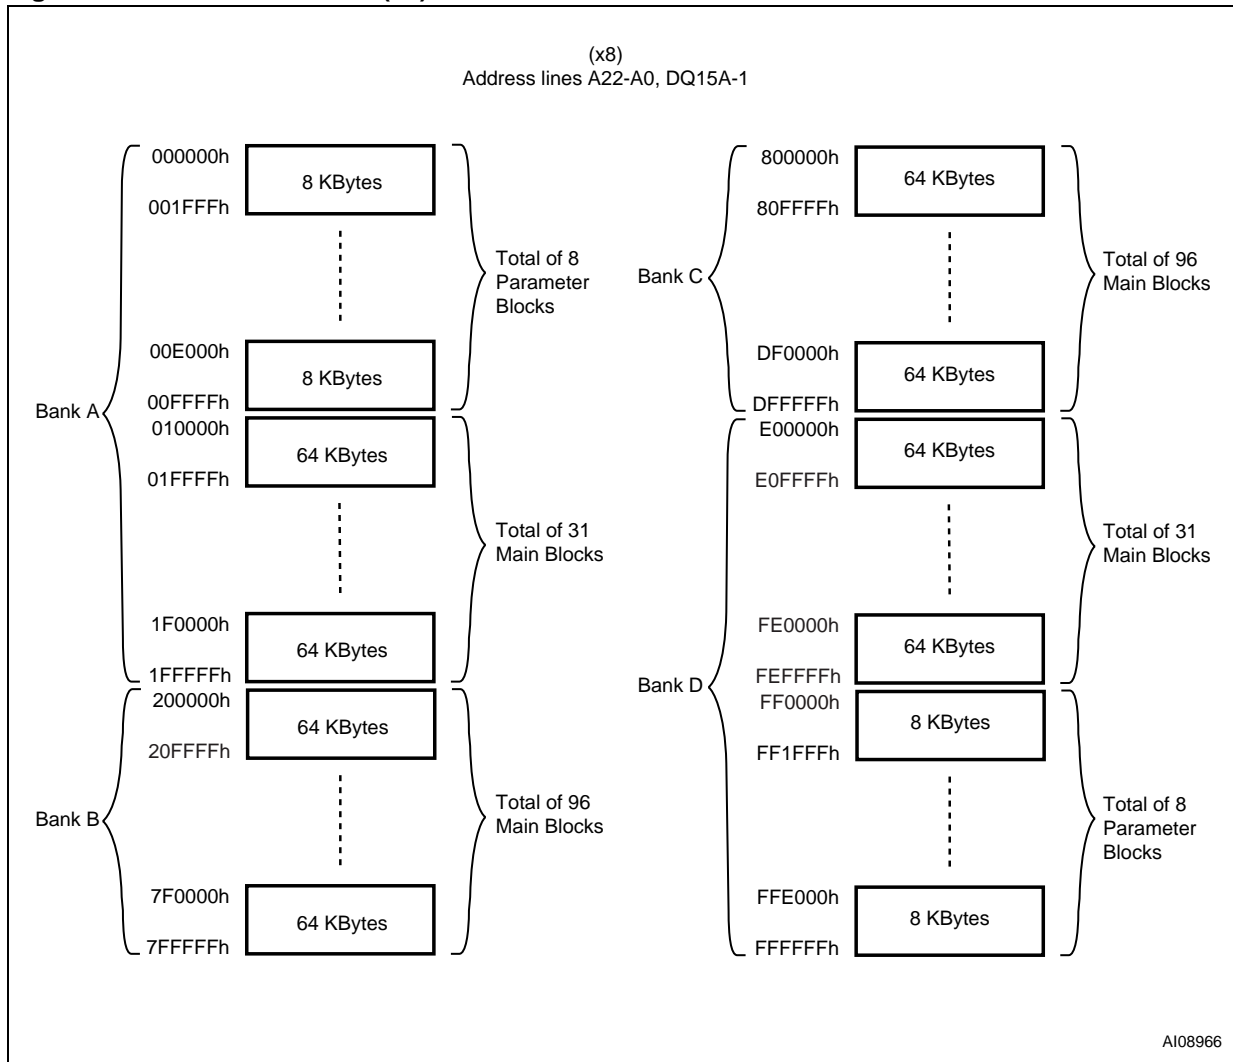 (x8)
Address lines A22-A0, DQ15A-1
Bank A
000000h
8 KBytes
001FFFh
Total of 8
Parameter
Blocks
00E000h
8 KBytes
00FFFFh
010000h
64 KBytes
01FFFFh
Total of 31
Main Blocks
1F0000h
64 KBytes
1FFFFFh
Bank B
200000h
64 KBytes
20FFFFh
Total of 96
Main Blocks
7F0000h
64 KBytes
7FFFFFh
Bank C
800000h
64 KBytes
80FFFFh
Total of 96
Main Blocks
DF0000h
64 KBytes
DFFFFFh
Bank D
E00000h
64 KBytes
E0FFFFh
Total of 31
Main Blocks
FE0000h
64 KBytes
FEFFFFh
FF0000h
8 KBytes
FF1FFFh
Total of 8
Parameter
Blocks
FFE000h
8 KBytes
FFFFFFh
AI08966